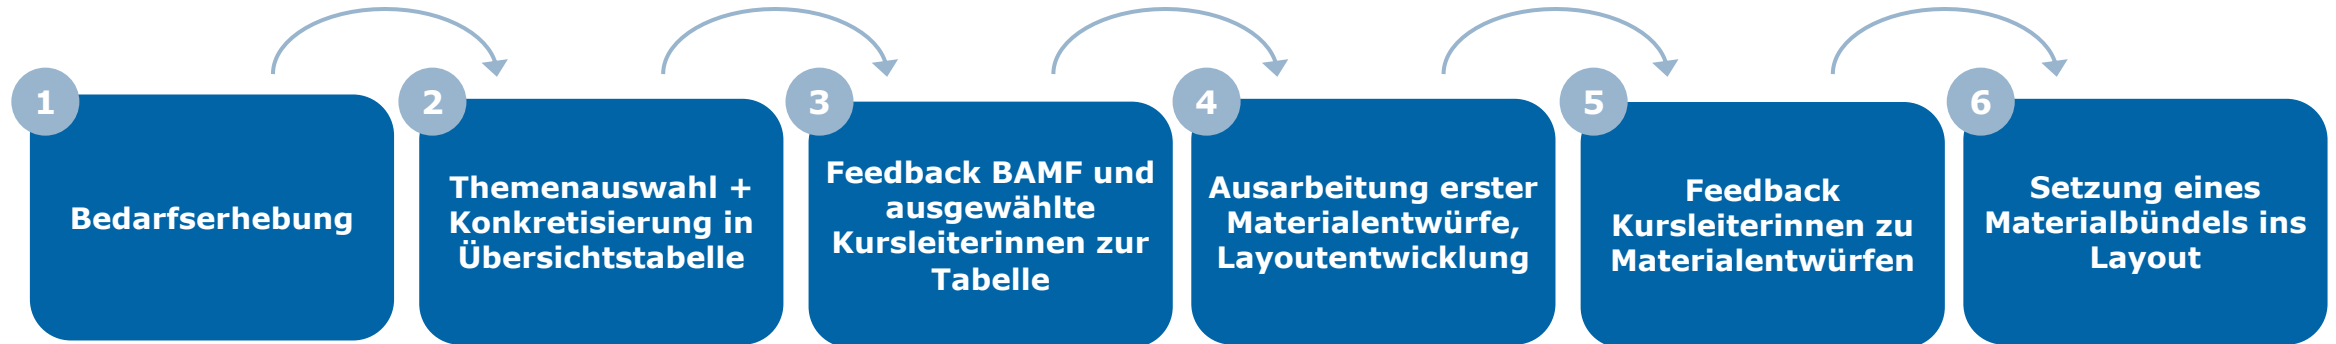 1
Bedarfserhebung
2
Themenauswahl +
Konkretisierung in
Übersichtstabelle
3
Feedback BAMF und
ausgewählte
Kursleiterinnen zur
Tabelle
4
Ausarbeitung erster
Materialentwürfe,
Layoutentwicklung
5
Feedback
Kursleiterinnen zu
Materialentwürfen
6
Setzung eines
Materialbündels ins
Layout